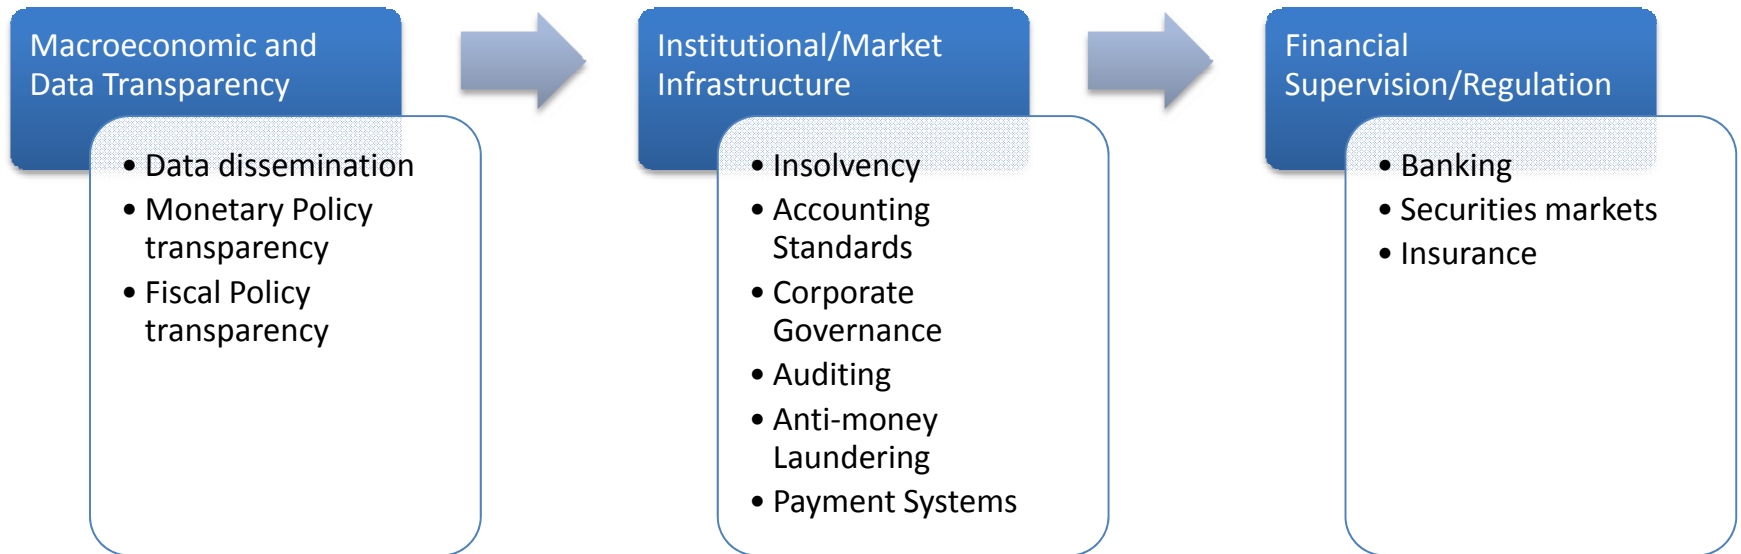 Macroeconomic and
Data Transparency
• Data dissemination
• Monetary Policy
transparency
• Fiscal Policy
transparency
Institutional/Market
Infrastructure
• Insolvency
• Accounting
Standards
• Corporate
Governance
• Auditing
• Anti-money
Laundering
• Payment Systems
Financial
Supervision/Regulation
• Banking
• Securities markets
• Insurance